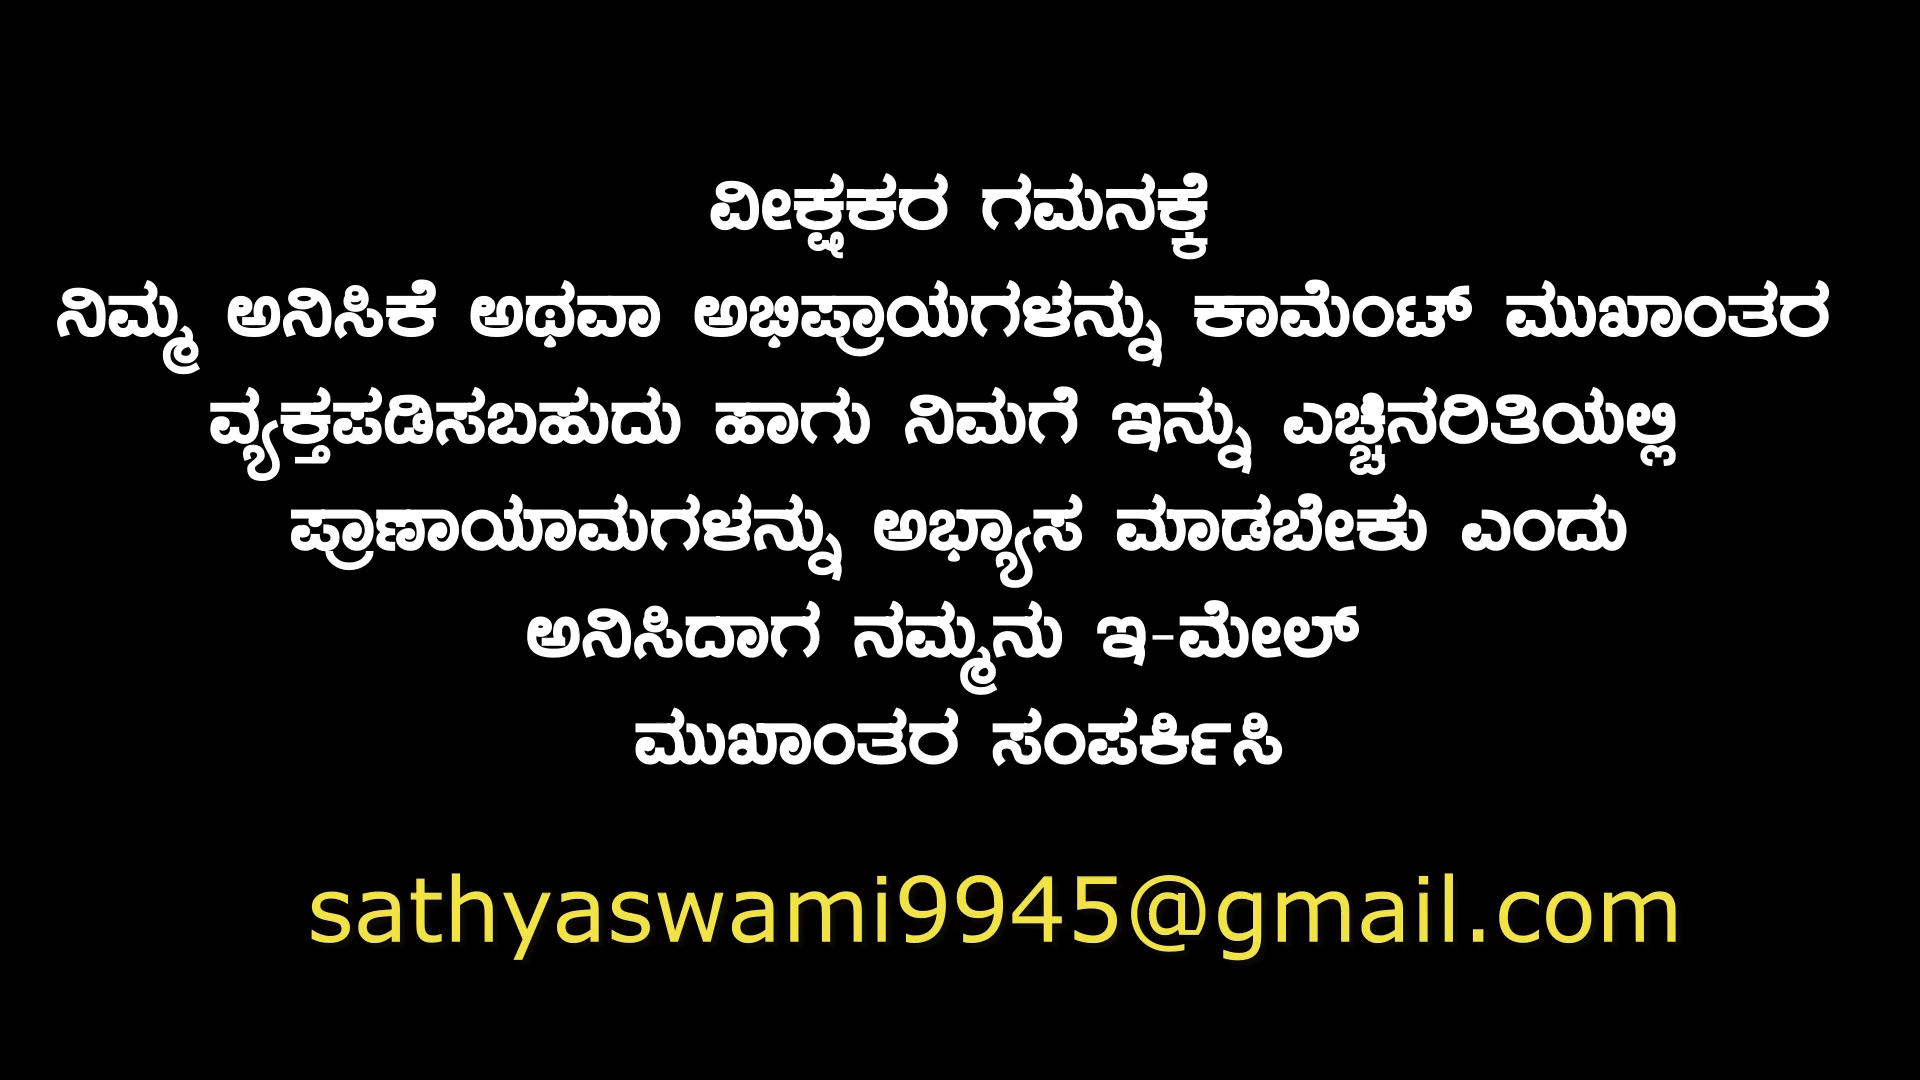 ವೀಕ್ಷಕರ ಗಮನಕ್ಕೆ
ನಿಮ್ಮ ಅನಿಸಿಕೆ ಅಥವಾ ಅಭಿಪ್ರಾಯಗಳನ್ನು ಕಾಮೆಂಟ್ ಮುಖಾಂತರ
ವ್ಯಕ್ತಪಡಿಸಬಹುದು ಹಾಗು ನಿಮಗೆ ಇನ್ನು ಎಚ್ಚಿನರಿತಿಯಲ್ಲಿ
ಪ್ರಾಣಾಯಾಮಗಳನ್ನು ಅಭ್ಯಾಸ ಮಾಡಬೇಕು ಎಂದು
ಅನಿಸಿದಾಗ ನಮ್ಮನು ಇ-ಮೇಲ್
ಮುಖಾಂತರ ಸಂಪರ್ಕಿಸಿ
sathyaswami9945@gmail.com